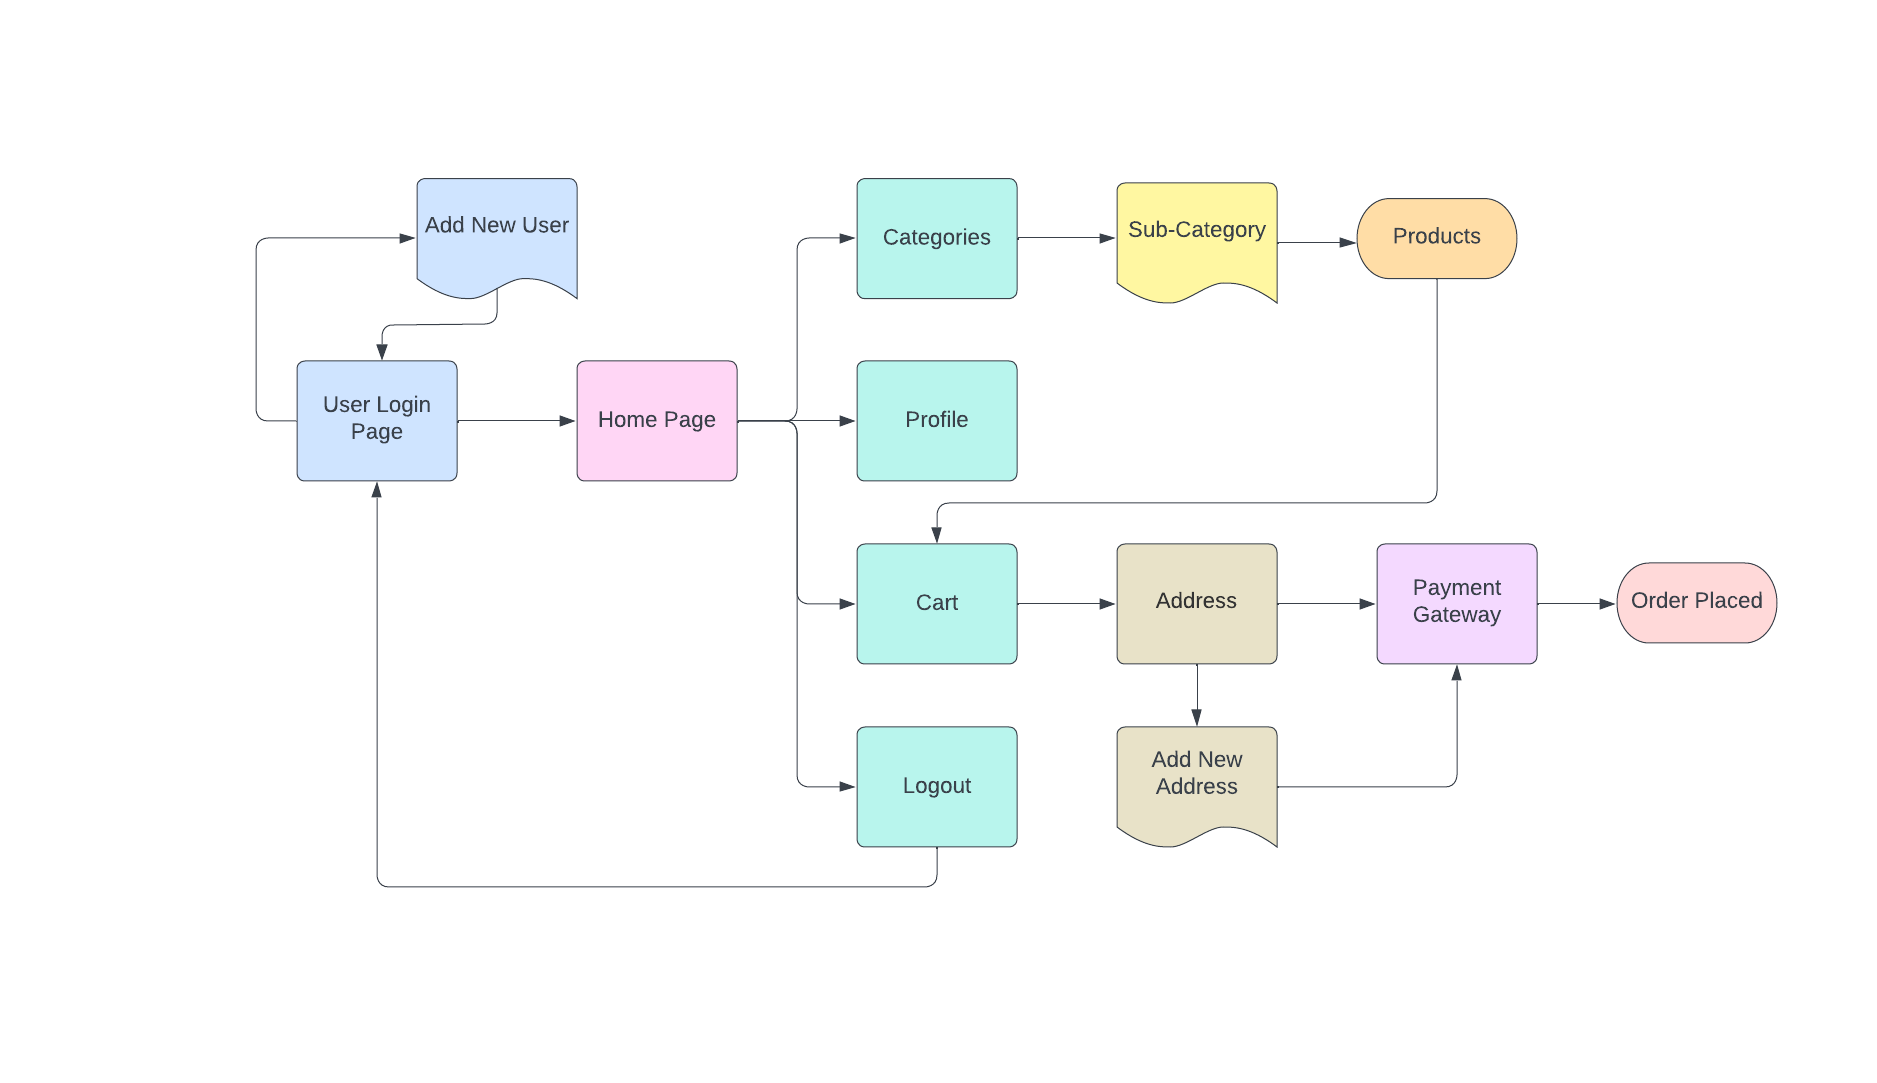 Add New User
Categories
Sub-Category
Products
User Login
Page
Home Page
Profile
Cart
Address
Payment
Gateway
Order Placed
Logout
Add New
Address